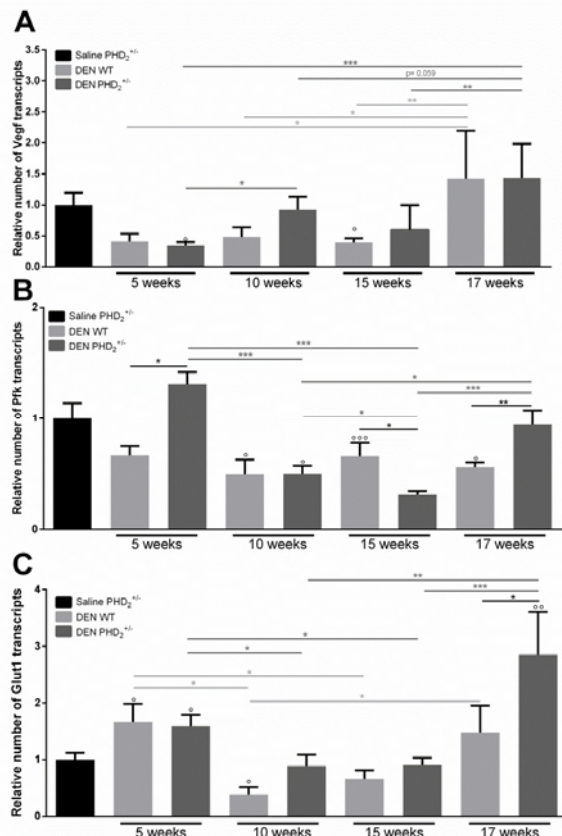 A
Relative number of Vegf transcripts
Saline PHD2+/-
DEN WT
DEN PHD2+/-
3.5
3.0
2.5
2.0
1.5
1.0
0.5
0.0
***
p= 0.059
**
**
*
*
*
°
°
5 weeks 10 weeks 15 weeks 17 weeks
B
Relative number of Pfk transcripts
Saline PHD2+/-
DEN WT
DEN PHD2+/-
2
1
0
***
*
***
*
***
*
*
**
°
°
°°°
°
5 weeks 10 weeks 15 weeks 17 weeks
C
Relative number of Glut1 transcripts
Saline PHD2+/-
DEN WT
DEN PHD2+/-
4
3
2
1
0
**
***
*
*
*
*
*
*
°
°
°
°°
5 weeks 10 weeks 15 weeks 17 weeks